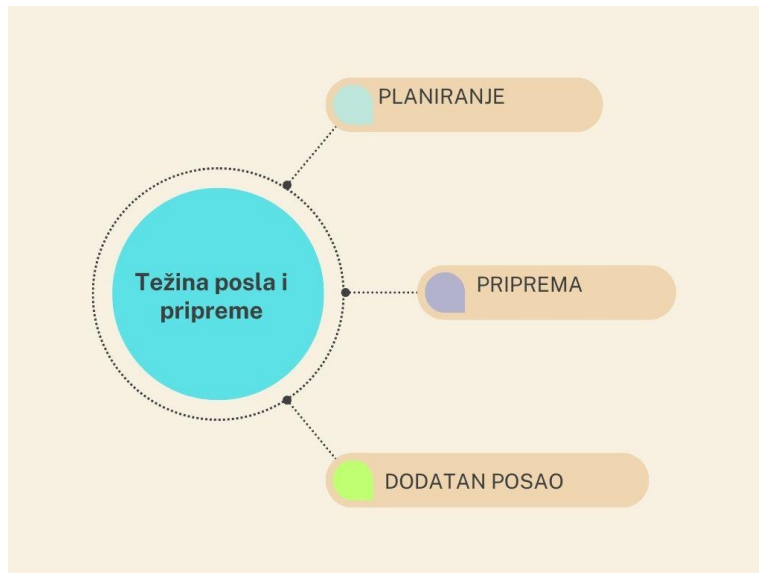 PLANIRANJE
Težina posla i
pripreme
PRIPREMA
DODATAN POSAO